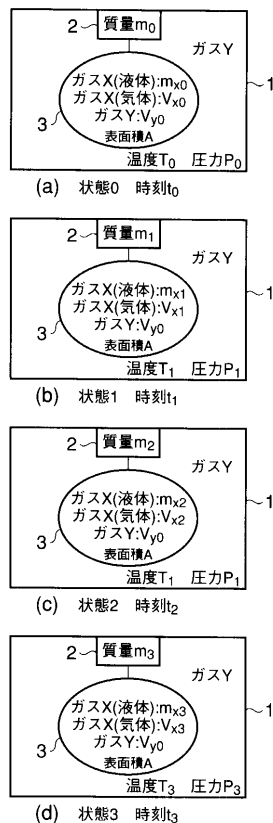 2 質量m0
ガスY
1
ガスX(液体):mx0
ガスX(気体):Vx0
ガスY:Vy0
3
表面積A
温度T0 圧力P0
(a) 状態0 時刻t0
2 質量m1
ガスY
1
ガスX(液体):mx1
ガスX(気体):Vx1
ガスY:Vy0
3
表面積A
温度T1 圧力P1
(b) 状態1 時刻t1
2 質量m2
ガスY
1
ガスX(液体):mx2
ガスX(気体):Vx2
ガスY:Vy0
3
表面積A
温度T1 圧力P1
(c) 状態2 時刻t2
2 質量m3
ガスY
1
ガスX(液体):mx3
ガスX(気体):Vx3
ガスY:Vy0
3
表面積A
温度T3 圧力P3
(d) 状態3 時刻t3